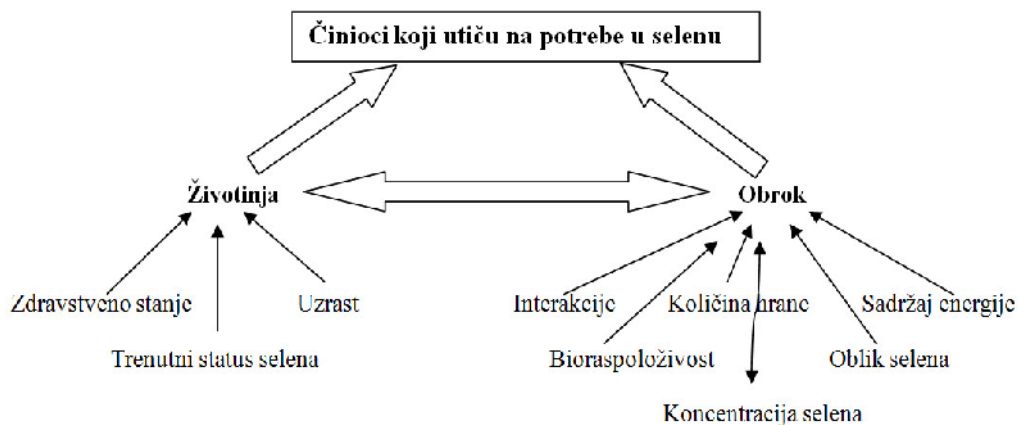 Činioci koji utiču na potrebe u selenu
Životinja
Obrok
Zdravstveno stanje
Uzrast
Interakcije
Količina hrane
Sadržaj energije
Trenutni status selena
Bioraspoloživost
Oblik selena
Koncentracija selena